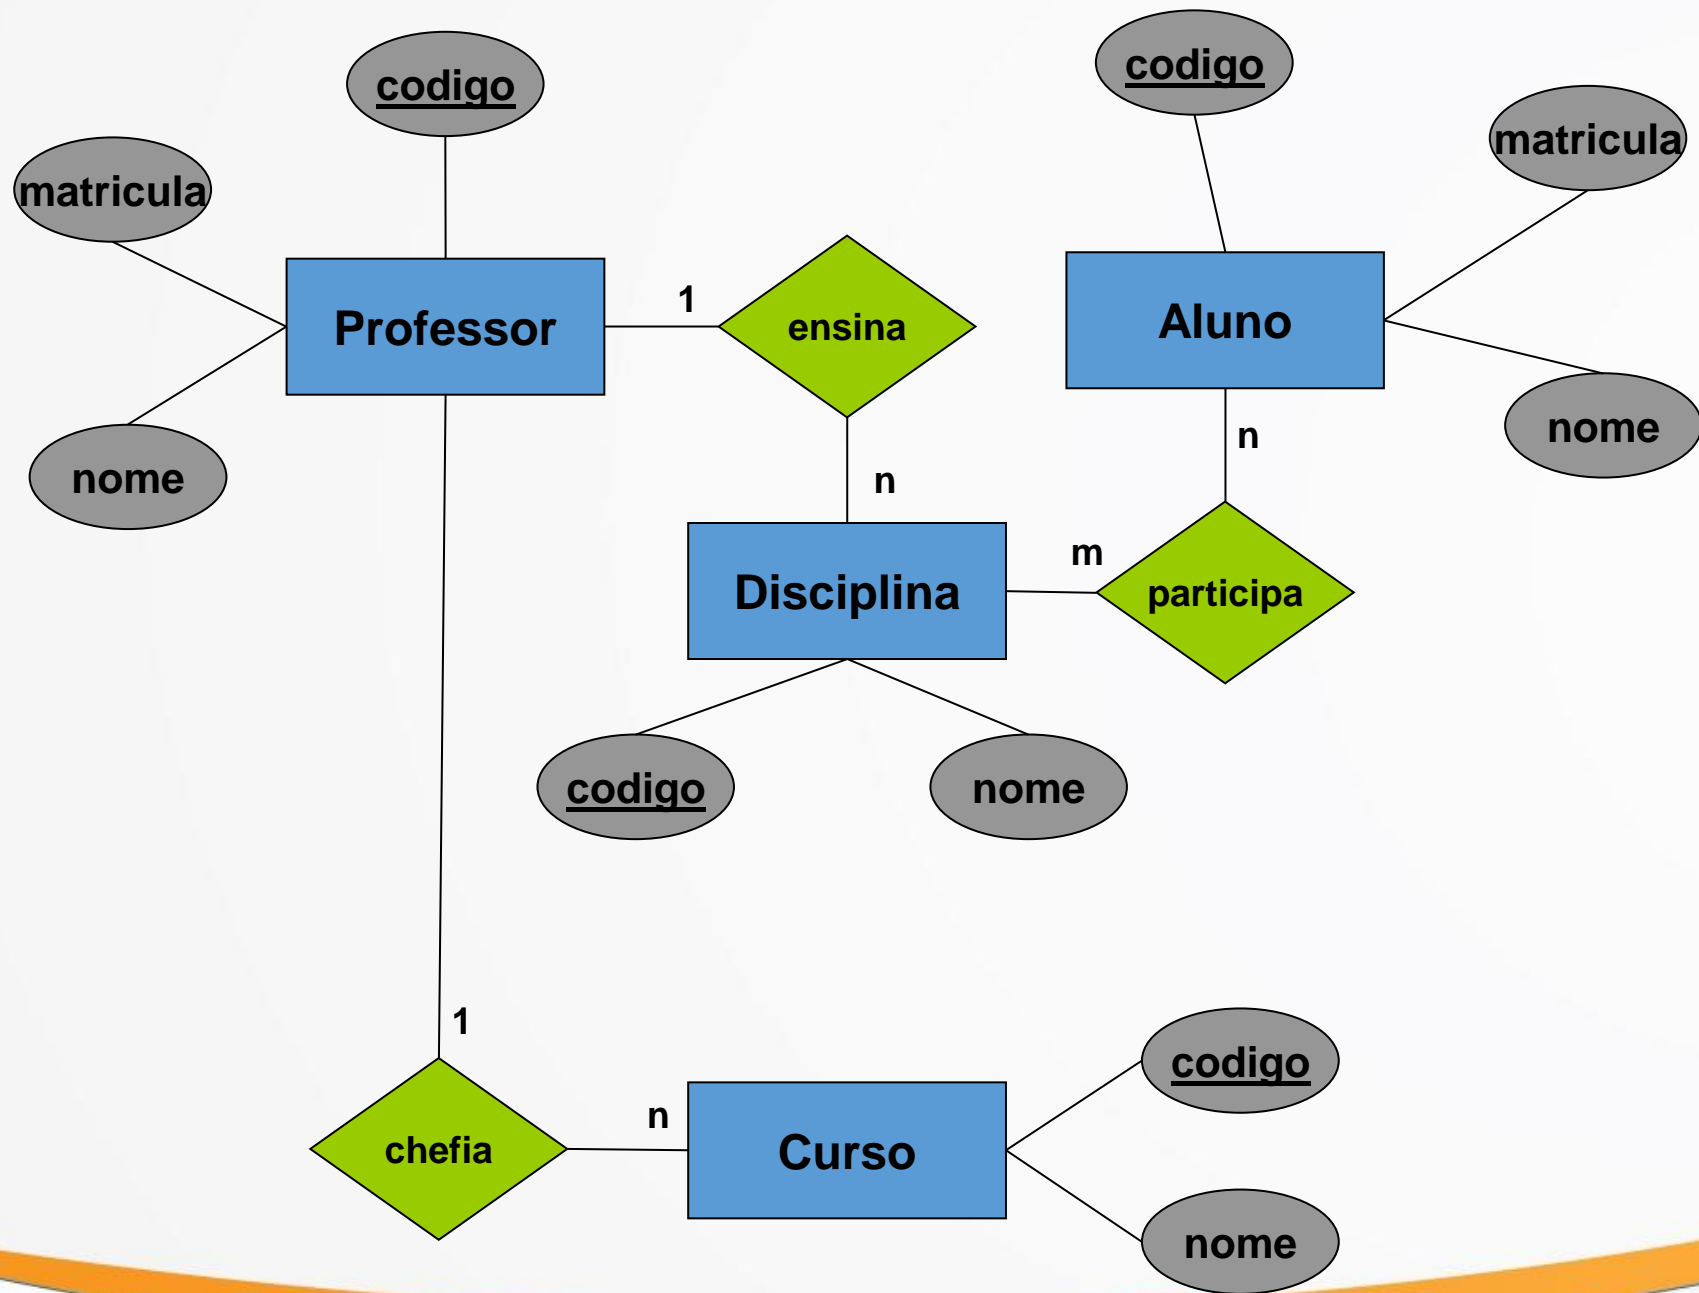 codigo
codigo
matricula
matricula
Professor
1
ensina
Aluno
nome
n
nome
n
Disciplina
m
participa
codigo
nome
1
chefia
n
Curso
codigo
nome